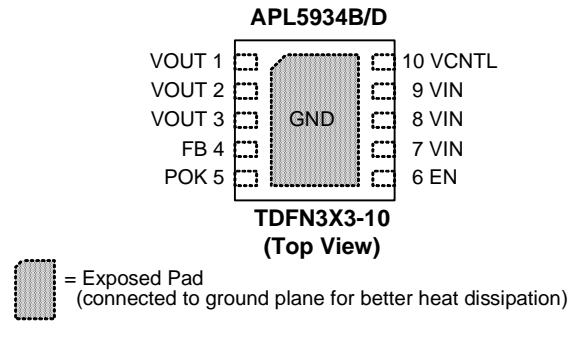 APL5934B/D
VOUT 1
VOUT 2
VOUT 3
FB 4
POK 5
GND
10 VCNTL
9 VIN
8 VIN
7 VIN
6 EN
TDFN3X3-10
(Top View)
= Exposed Pad
(connected to ground plane for better heat dissipation)